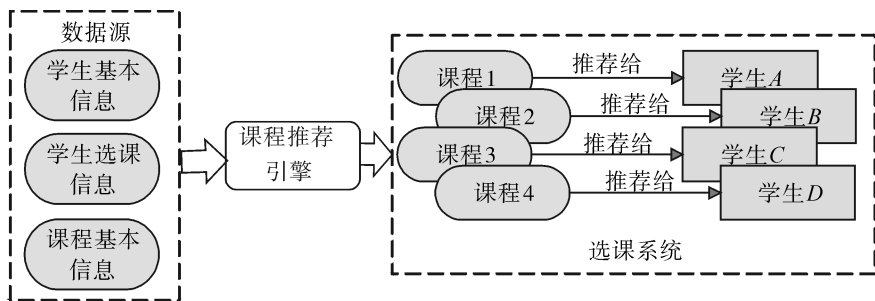 数据源
学生基本
信息
学生选课
信息
课程基本
信息
课程推荐
引擎
课程1
推荐给
学生A
课程2
推荐给
学生B
课程3
推荐给
学生C
课程4
推荐给
学生D
选课系统